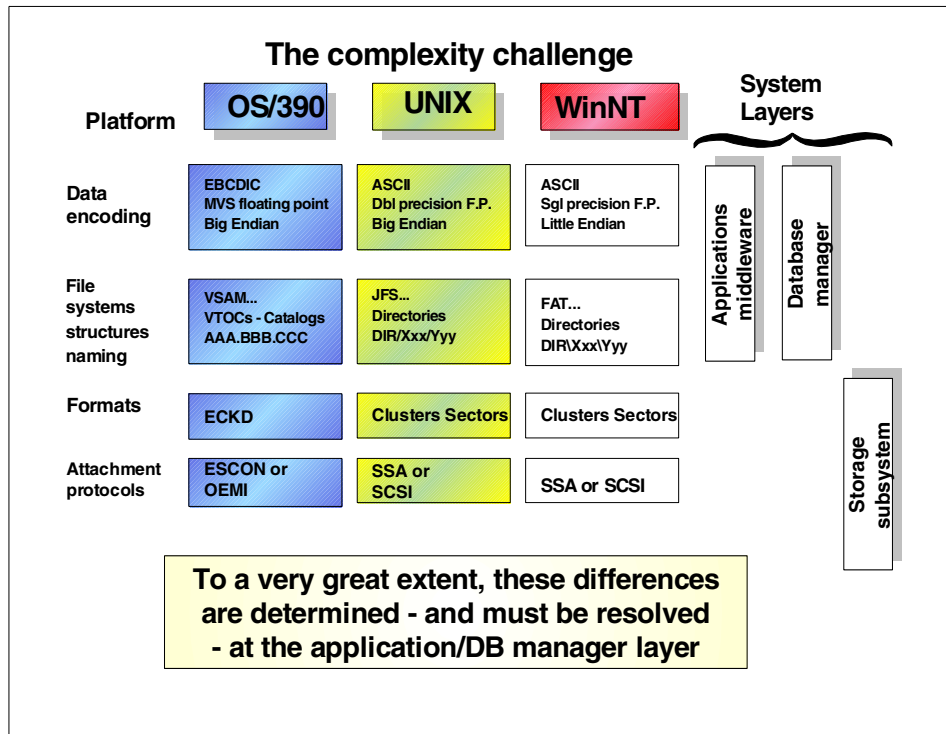 The complexity challenge
Platform
OS/390
UNIX
WinNT
System
Layers
Data
encoding
EBCDIC
MVS floating point
Big Endian
ASCII
Dbl precision F.P.
Big Endian
ASCII
Sgl precision F.P.
Little Endian
File
systems
structures
naming
VSAM...
VTOCs - Catalogs
AAA.BBB.CCC
JFS...
Directories
DIR/Xxx/Yyy
FAT...
Directories
DIR\Xxx\Yyy
Applications
middleware
Database
manager
Formats
ECKD
Clusters Sectors
Clusters Sectors
Attachment
protocols
ESCON or
OEMI
SSA or
SCSI
SSA or SCSI
Storage
subsystem
To a very great extent, these differences
are determined - and must be resolved
- at the application/DB manager layer